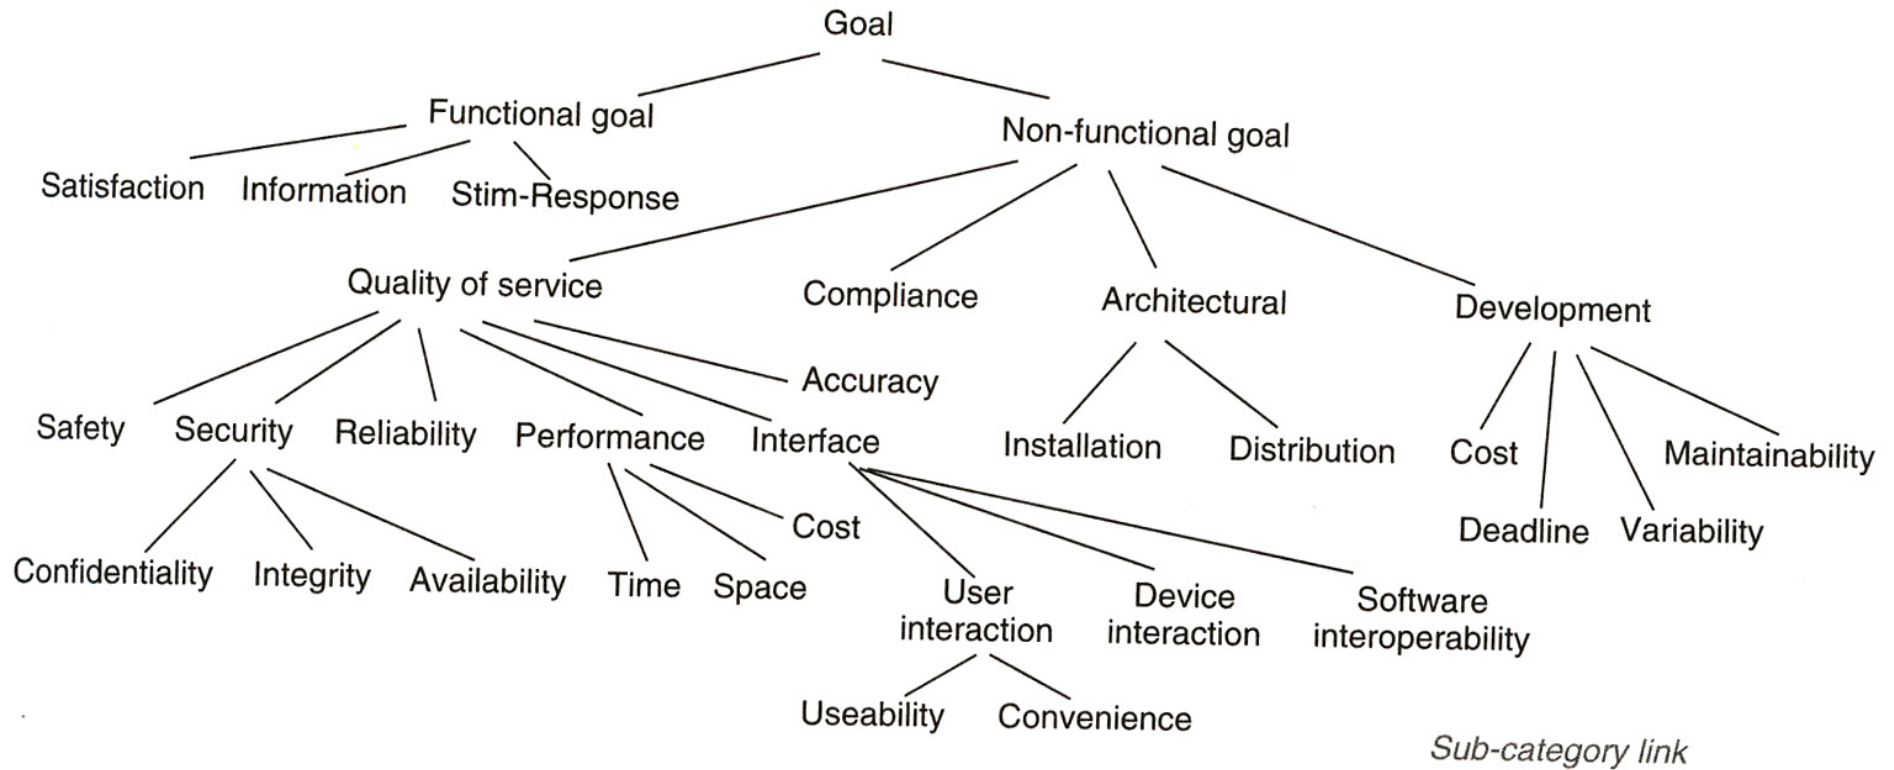 Goal
Functional goal
Non-functional goal
Satisfaction
Information
Stim-Response
Quality of service
Compliance
Architectural
Development
Accuracy
Safety
Security
Reliability
Performance
Interface
Installation
Distribution
Cost
Maintainability
Cost
Deadline
Variability
Confidentiality
Integrity
Availability
Time
Space
User
interaction
Device
interaction
Software
interoperability
Useability
Convenience
Sub-category link